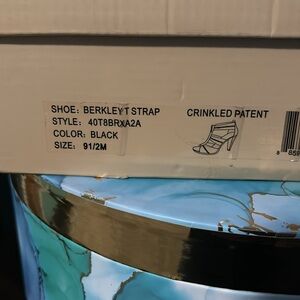 SHOE: BERKLEY T STRAP
CRINKLED PATENT
STYLE: 40T8BRXA2A
COLOR: BLACK
SIZE: 91/2M